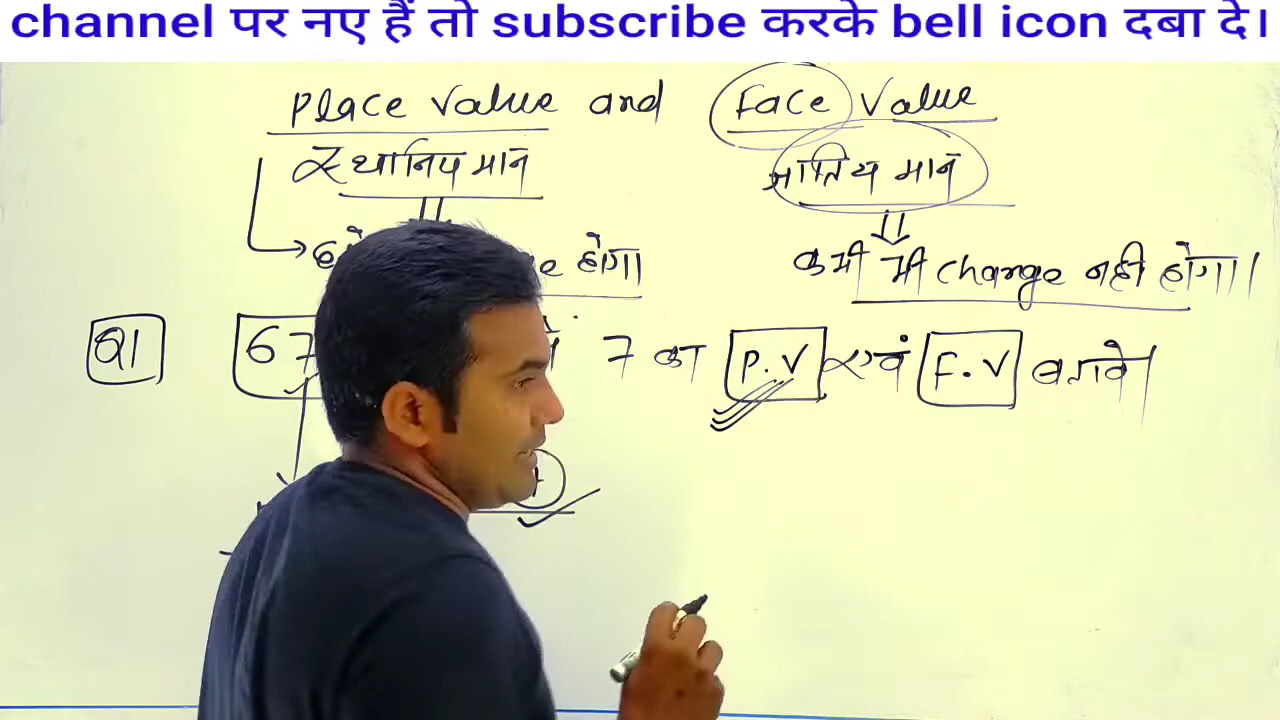 channel पर नए हैं तो subscribe करके bell icon दबा दे।
Place Value and Face Value
स्थानिय मान जातिय मान
होगा कभी भी change नही होगा।
Q1 67 7 का P.V एवं F.V बतावे।